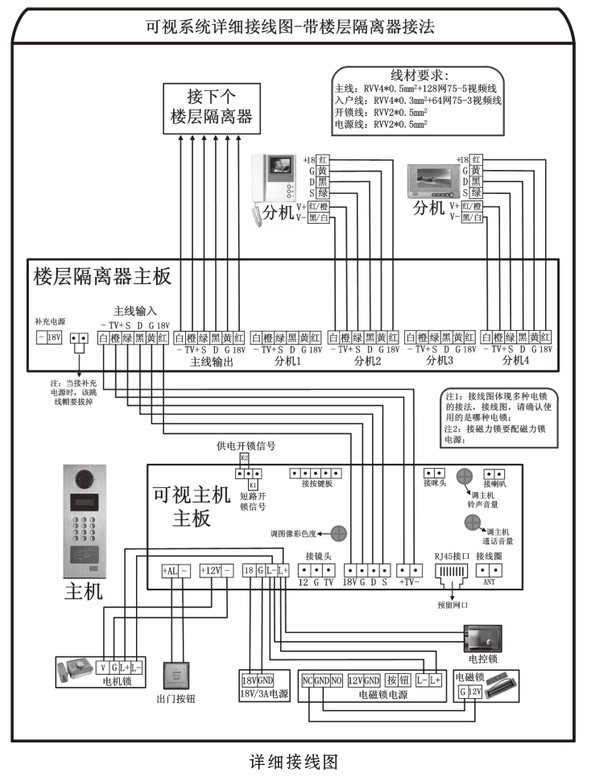 可视系统详细接线图-带楼层隔离器接法
接下个
楼层隔离器
线材要求:
主线: RVV4*0.5mm²+128网75-5视频线
入户线: RVV4*0.3mm²+64网75-3视频线
开锁线: RVV2*0.5mm²
电源线: RVV2*0.5mm²
+18 红
G 黄
D 黑
S 绿
V+ 红/橙
V- 黑/白
分机
+18 红
G 黄
D 黑
S 绿
V+ 红/橙
V- 黑/白
分机
楼层隔离器主板
补充电源
- 18V
主线输入
- TV+ S D G 18V
白 橙 绿 黑 黄 红
白 橙 绿 黑 黄 红
- TV+ S D G 18V
主线输出
白 橙 绿 黑 黄 红
- TV+ S D G 18V
分机1
白 橙 绿 黑 黄 红
- TV+ S D G 18V
分机2
白 橙 绿 黑 黄 红
- TV+ S D G 18V
分机3
白 橙 绿 黑 黄 红
- TV+ S D G 18V
分机4
注: 当接补充
电源时, 该跳
线帽要拔掉
注1: 接线图体现多种电锁
的接法, 接线图, 请确认使
用的是哪种电锁;
注2: 接磁力锁要配磁力锁
电源;
供电开锁信号
K2
K1
短路开
锁信号
可视主机
主板
接按键板
接咪头
接喇叭
调主机
铃声音量
调图像彩色度
调主机
通话音量
主机
+AL -
+12V -
18 G L- L+
接镜头
12 G TV
18V G D S
+TV-
RJ45接口
预留网口
接线圈
ANT
V G L+ L-
电机锁
出门按钮
18V GND
18V/3A电源
NC GND NO 12V GND 按钮 L- L+
电磁锁电源
电控锁
电磁锁
G 12V
详细接线图